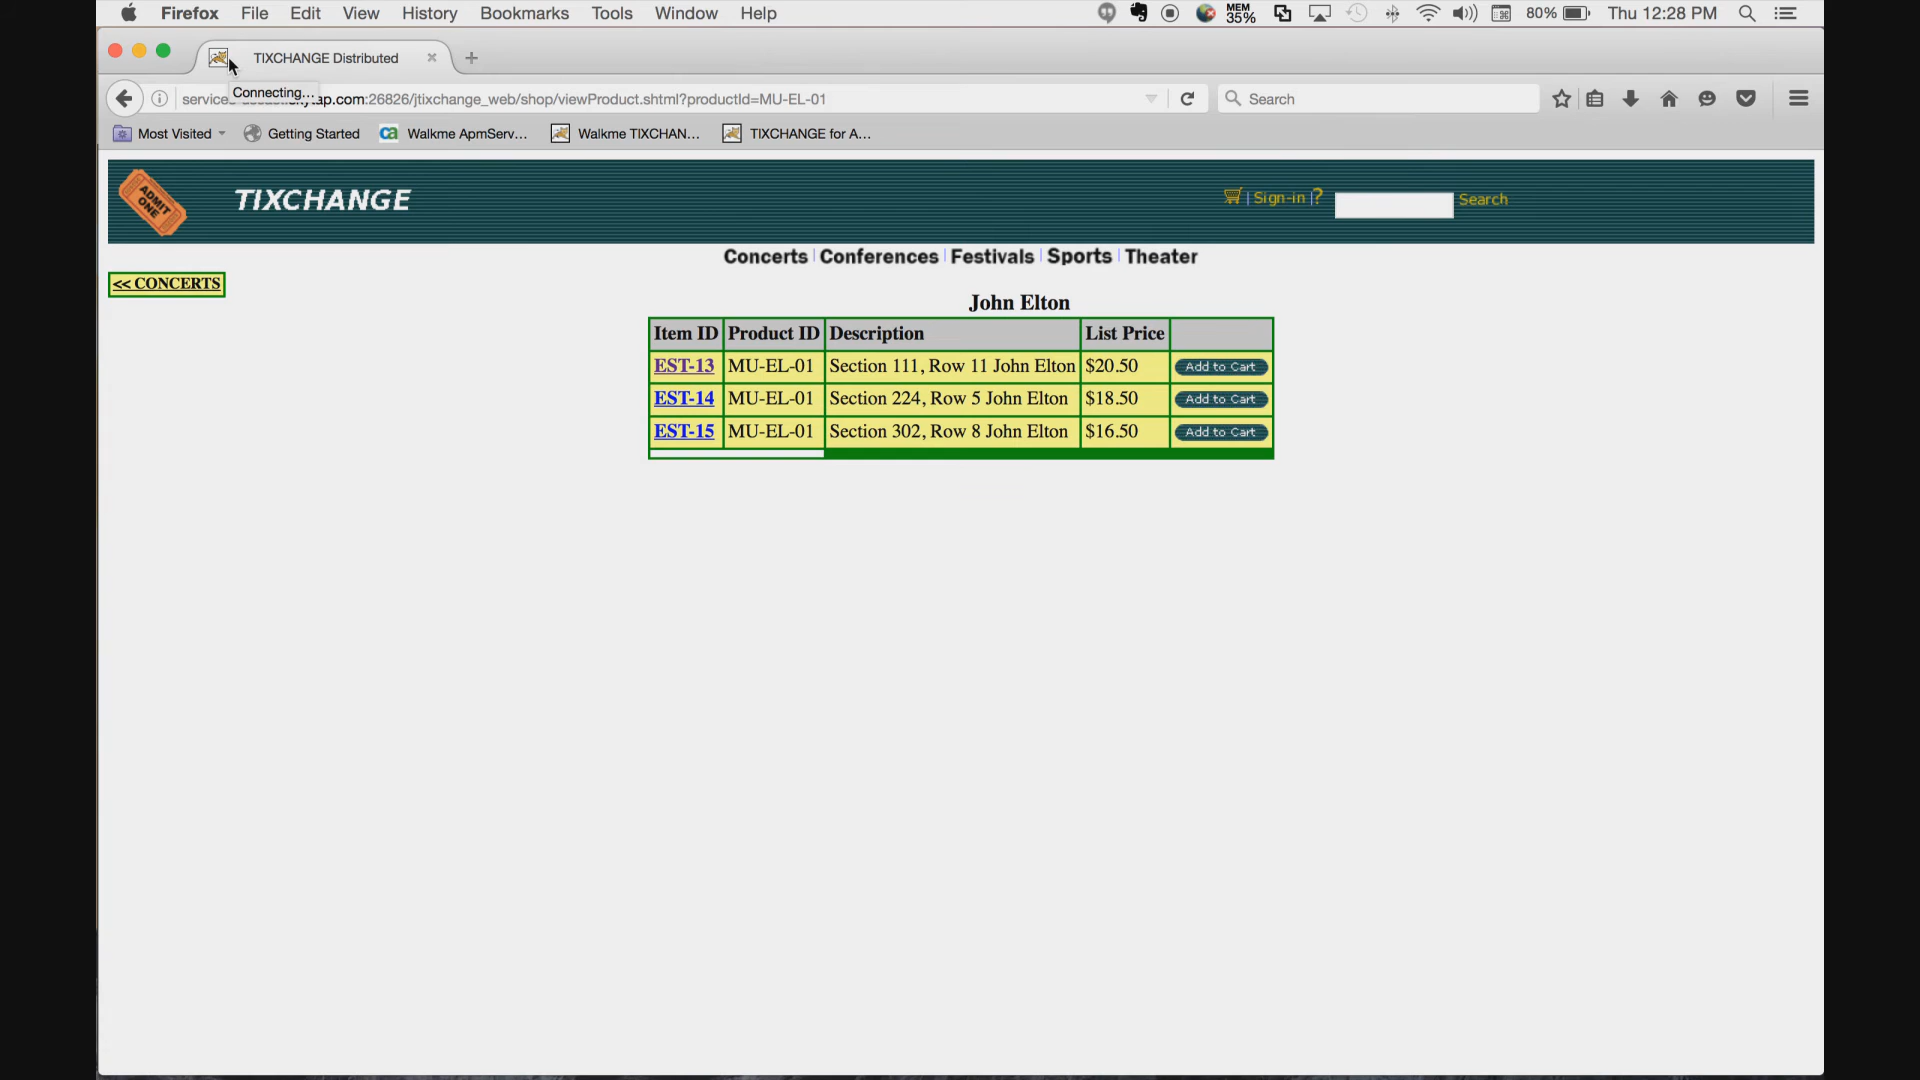 Firefox File Edit View History Bookmarks Tools Window Help MEM 35% 80% Thu 12:28 PM
TIXCHANGE Distributed
Connecting...
tap.com:26826/jtixchange_web/shop/viewProduct.shtml?productId=MU-EL-01 Search
Most Visited Getting Started Walkme ApmServ... Walkme TIXCHAN... TIXCHANGE for A...
ADMIT ONE TIXCHANGE | Sign-in | ? Search
Concerts Conferences Festivals Sports Theater
<< CONCERTS
John Elton
Item ID Product ID Description List Price
EST-13 MU-EL-01 Section 111, Row 11 John Elton $20.50 Add to Cart
EST-14 MU-EL-01 Section 224, Row 5 John Elton $18.50 Add to Cart
EST-15 MU-EL-01 Section 302, Row 8 John Elton $16.50 Add to Cart